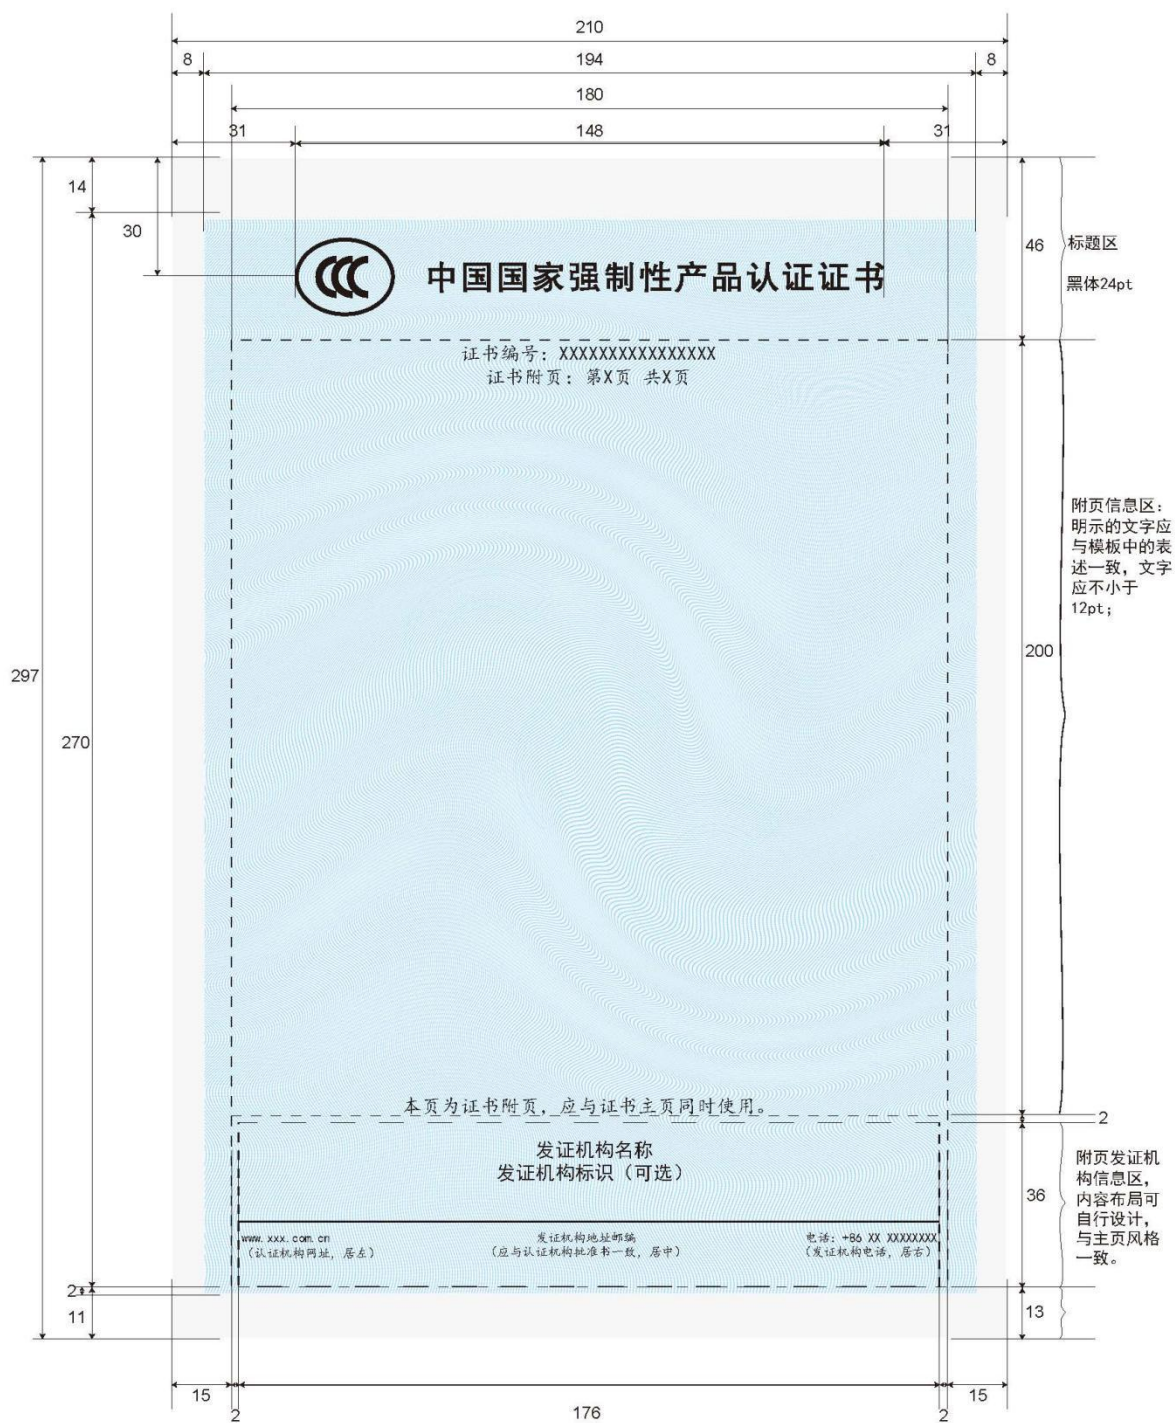 210
8
194
8
180
31
148
31
14
30
46
标题区
黑体24pt
CCC
中国国家强制性产品认证证书
证书编号：XXXXXXXXXXXXXXXX
证书附页：第X页 共X页
附页信息区：
明示的文字应
与模板中的表
述一致，文字
应不小于
12pt；
200
297
270
本页为证书附页，应与证书主页同时使用。
2
发证机构名称
发证机构标识（可选）
36
附页发证机
构信息区，
内容布局可
自行设计，
与主页风格
一致。
www.xxx.com.cn
发证机构地址邮编
电话：+86 XX XXXXXXXX
（认证机构网址，居左）
（应与认证机构批准书一致，居中）
（发证机构电话，居右）
2
11
13
15
15
2
176
2